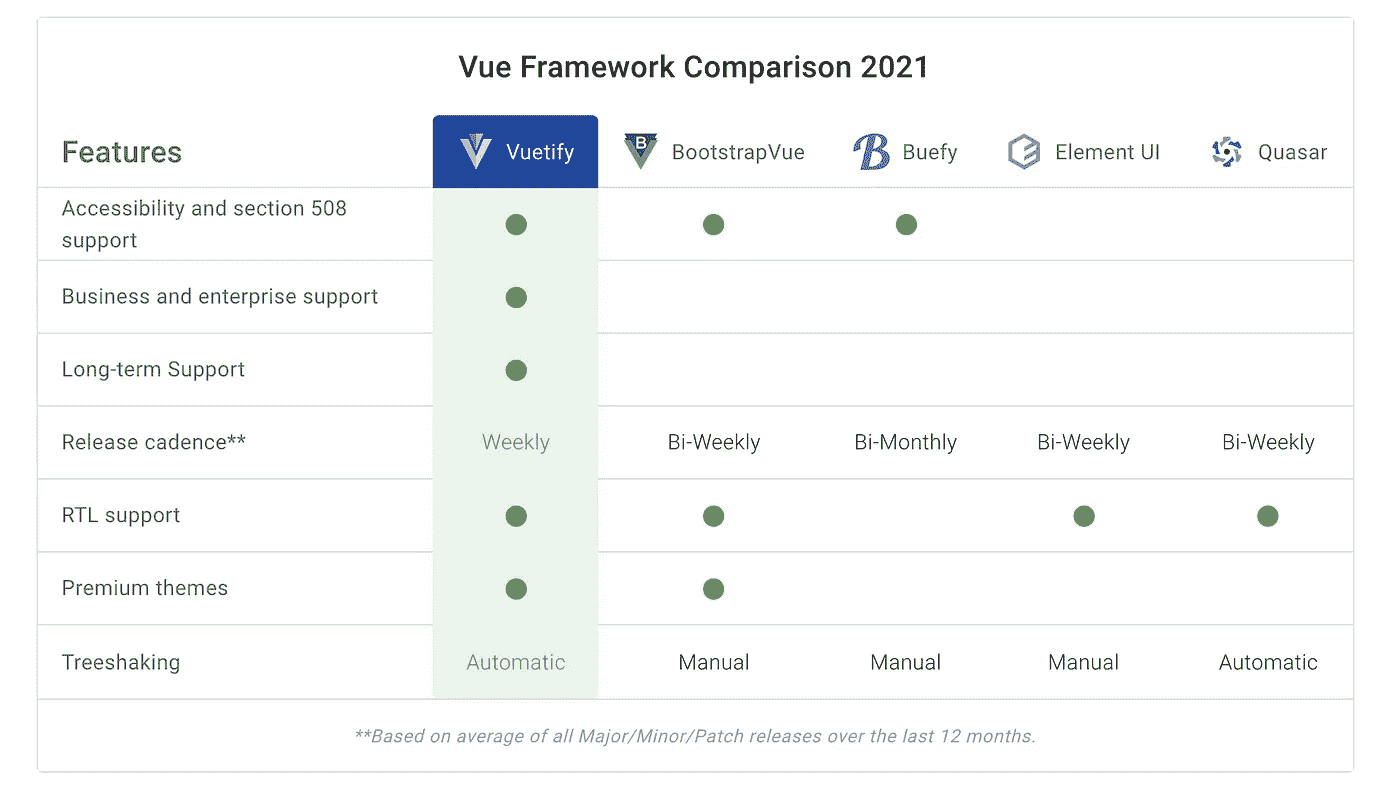 Vue Framework Comparison 2021
Features
Vuetify
B
BootstrapVue
B
Buefy
Element UI
Quasar
Accessibility and section 508
support
Business and enterprise support
Long-term Support
Release cadence** Weekly Bi-Weekly Bi-Monthly Bi-Weekly Bi-Weekly
RTL support
Premium themes
Treeshaking Automatic Manual Manual Manual Automatic
**Based on average of all Major/Minor/Patch releases over the last 12 months.